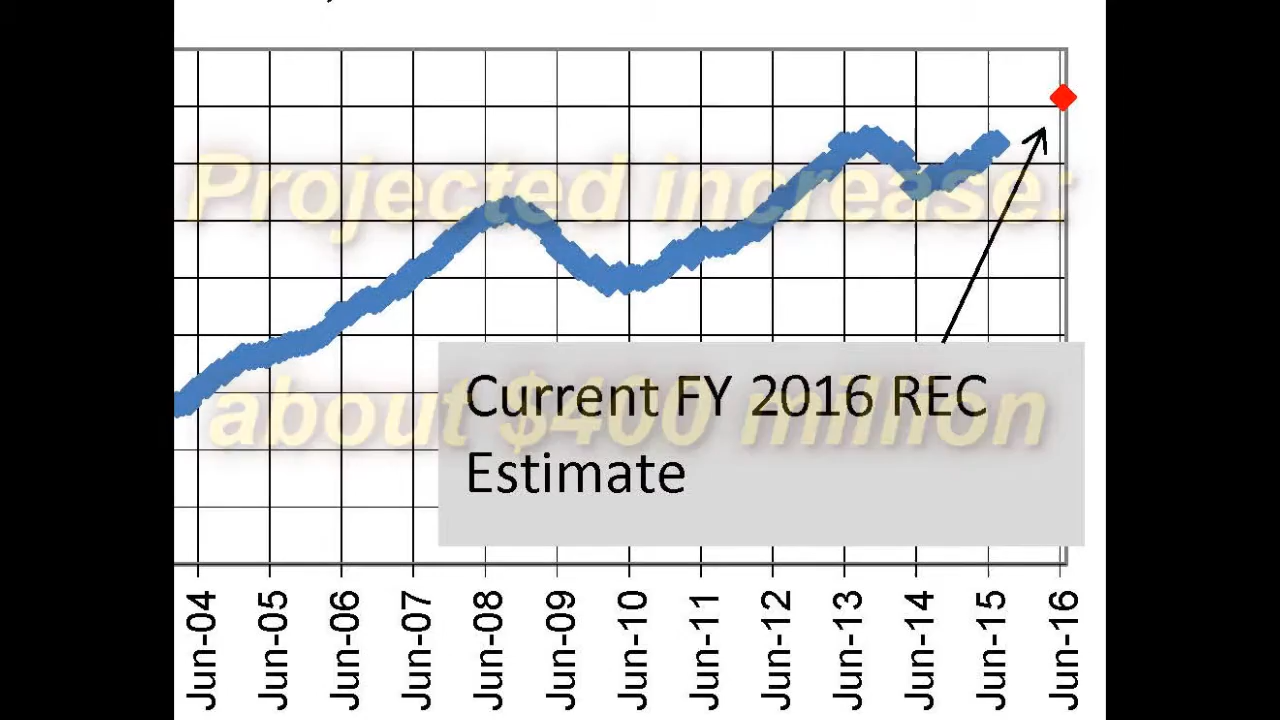 Projected increase:
about $400 million
Current FY 2016 REC
Estimate
Jun-04
Jun-05
Jun-06
Jun-07
Jun-08
Jun-09
Jun-10
Jun-11
Jun-12
Jun-13
Jun-14
Jun-15
Jun-16